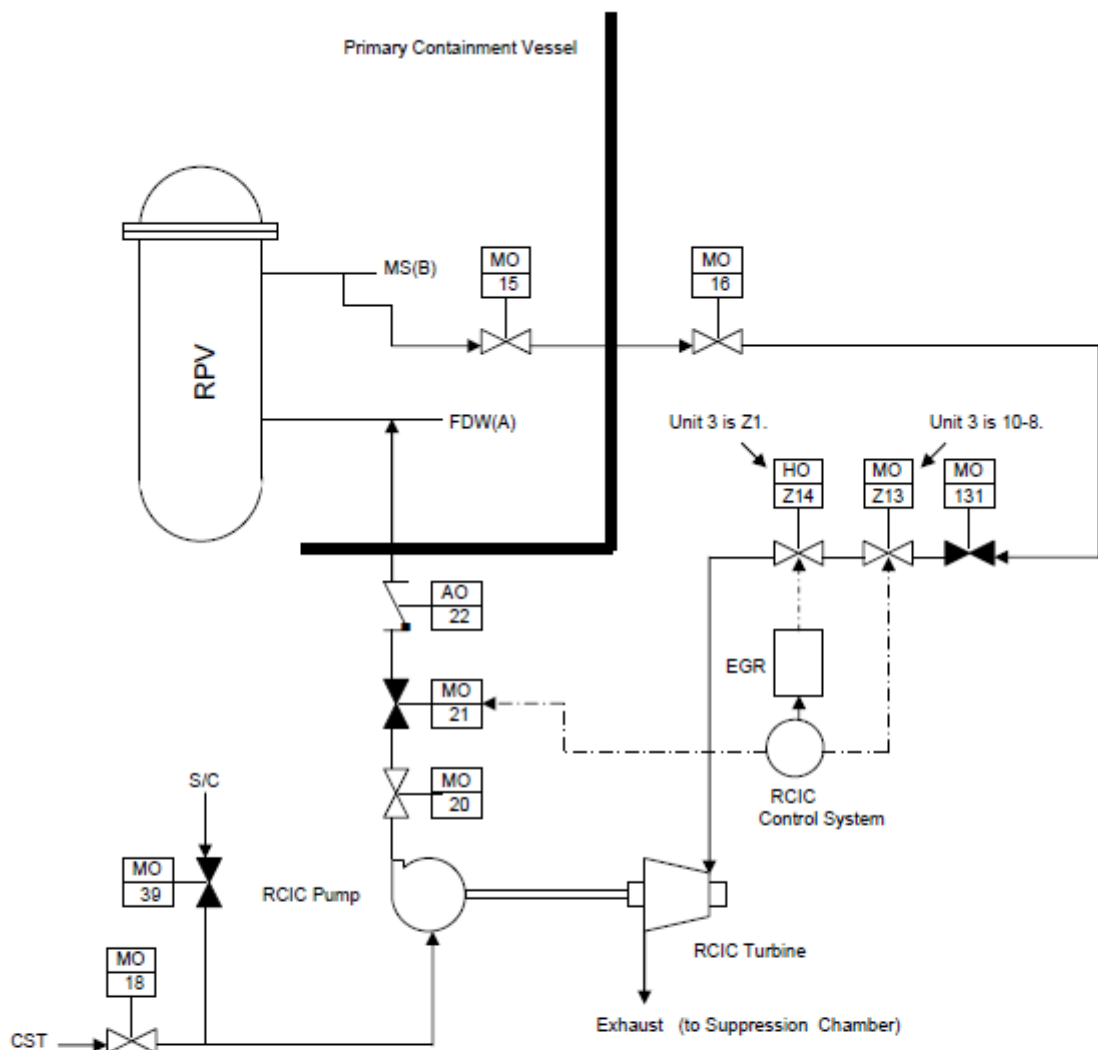 Primary Containment Vessel
RPV
MS(B)
MO
15
MO
16
FDW(A)
Unit 3 is Z1.
Unit 3 is 10-8.
HO
Z14
MO
Z13
MO
131
AO
22
EGR
MO
21
S/C
MO
20
RCIC
Control System
MO
39
RCIC Pump
RCIC Turbine
MO
18
CST
Exhaust (to Suppression Chamber)